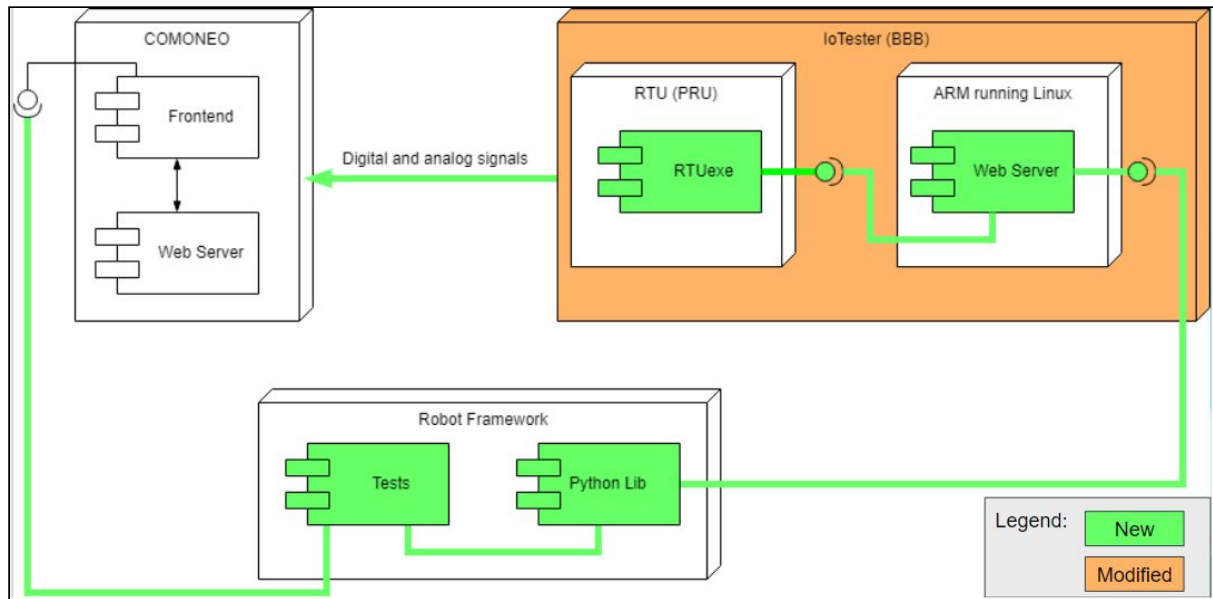 COMONEO
Frontend
Web Server
Digital and analog signals
IoTester (BBB)
RTU (PRU)
RTUexe
ARM running Linux
Web Server
Robot Framework
Tests
Python Lib
Legend:
New
Modified